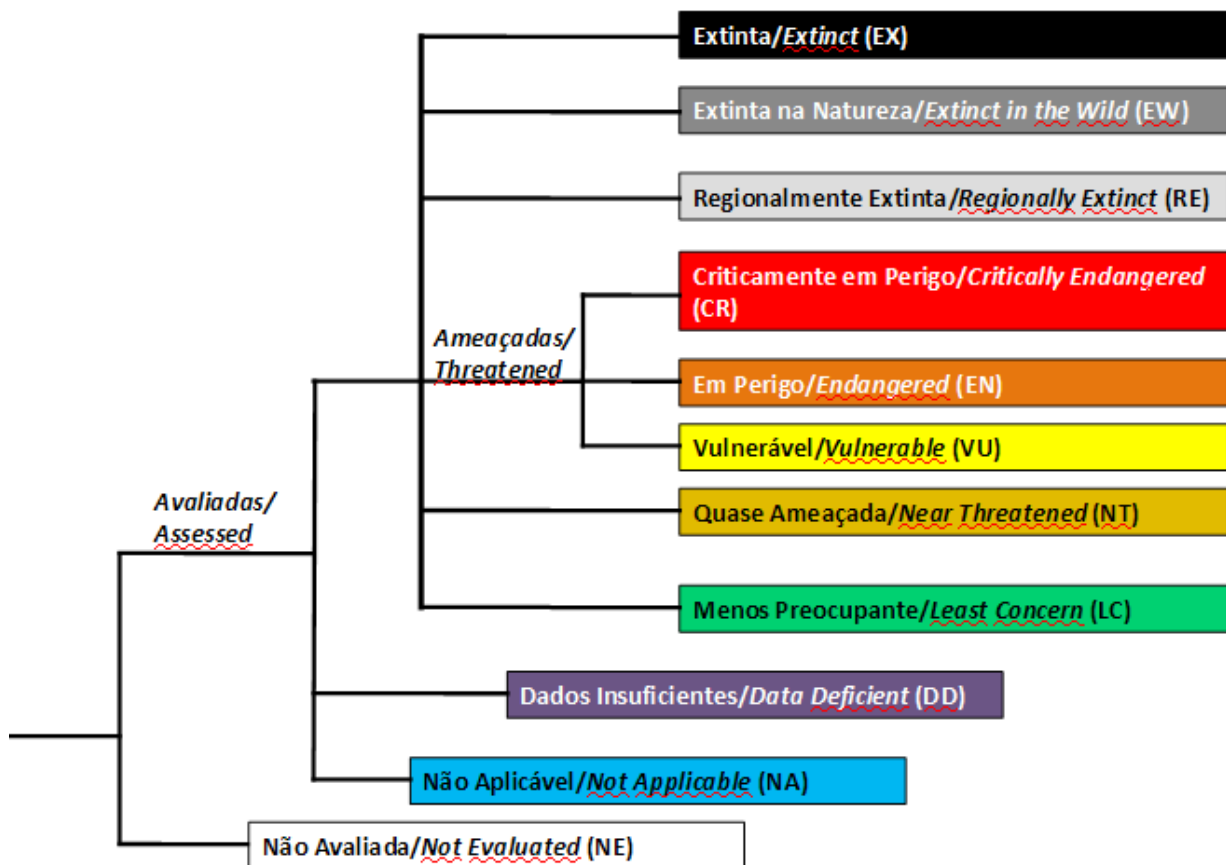 Extinta/Extinct (EX)
Extinta na Natureza/Extinct in the Wild (EW)
Regionalmente Extinta/Regionally Extinct (RE)
Criticamente em Perigo/Critically Endangered
(CR)
Ameaçadas/
Threatened
Em Perigo/Endangered (EN)
Vulnerável/Vulnerable (VU)
Avaliadas/
Assessed
Quase Ameaçada/Near Threatened (NT)
Menos Preocupante/Least Concern (LC)
Dados Insuficientes/Data Deficient (DD)
Não Aplicável/Not Applicable (NA)
Não Avaliada/Not Evaluated (NE)